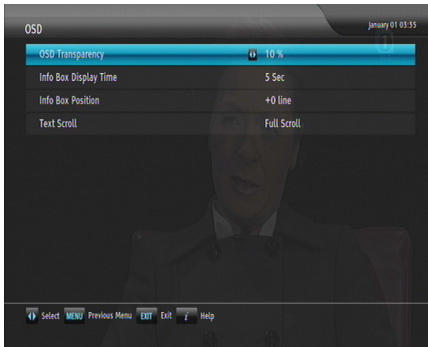 OSD
January 01 03:35
OSD Transparency 10 %
Info Box Display Time 5 Sec
Info Box Position +0 line
Text Scroll Full Scroll
Select MENU Previous Menu EXIT Exit i Help